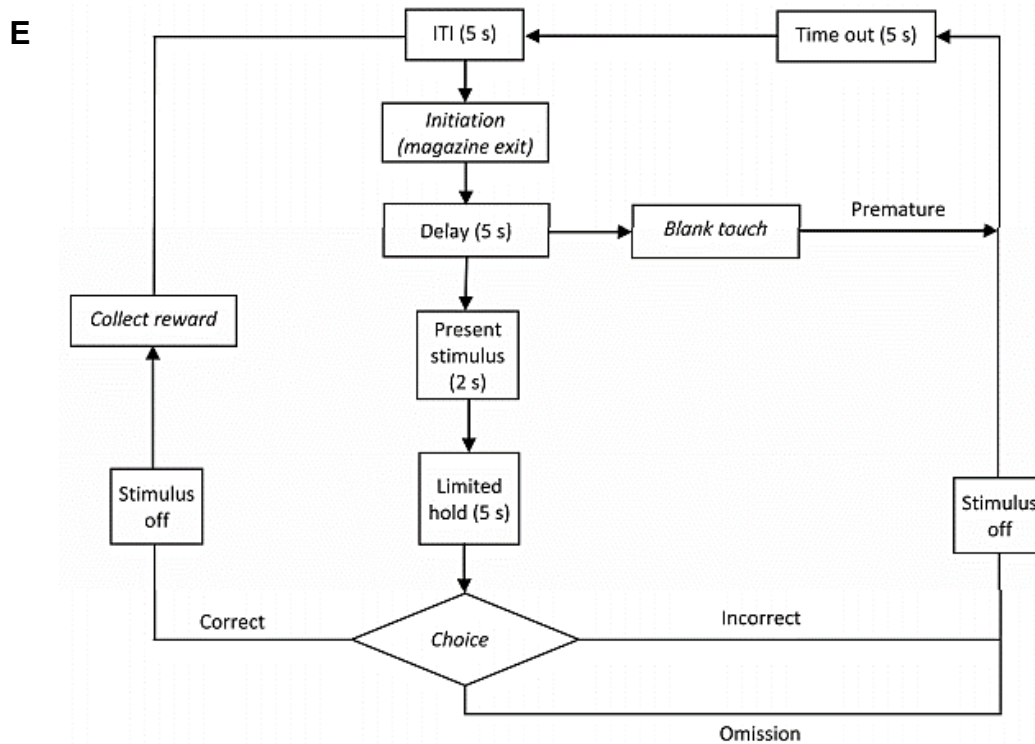 E
ITI (5 s)
Time out (5 s)
Initiation
(magazine exit)
Delay (5 s)
Blank touch
Premature
Collect reward
Present
stimulus
(2 s)
Limited
hold (5 s)
Stimulus
off
Stimulus
off
Correct
Choice
Incorrect
Omission